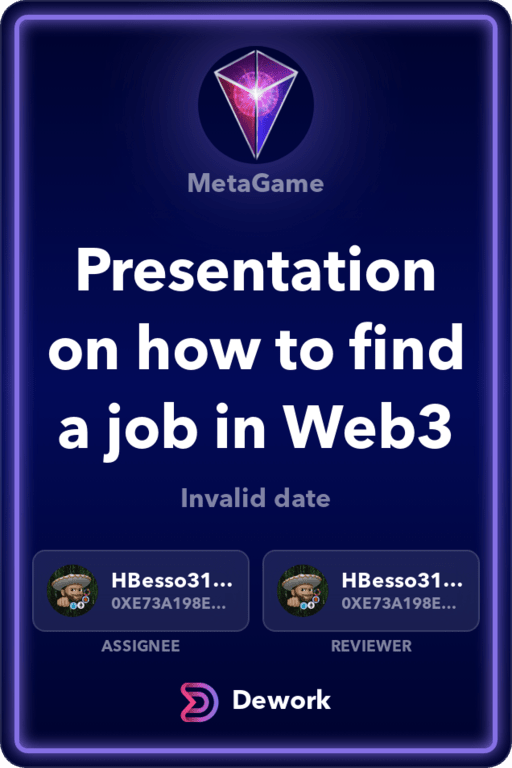 MetaGame
Presentation
on how to find
a job in Web3
Invalid date
HBesso31... HBesso31...
0XE73A198E... 0XE73A198E...
ASSIGNEE REVIEWER
Dework